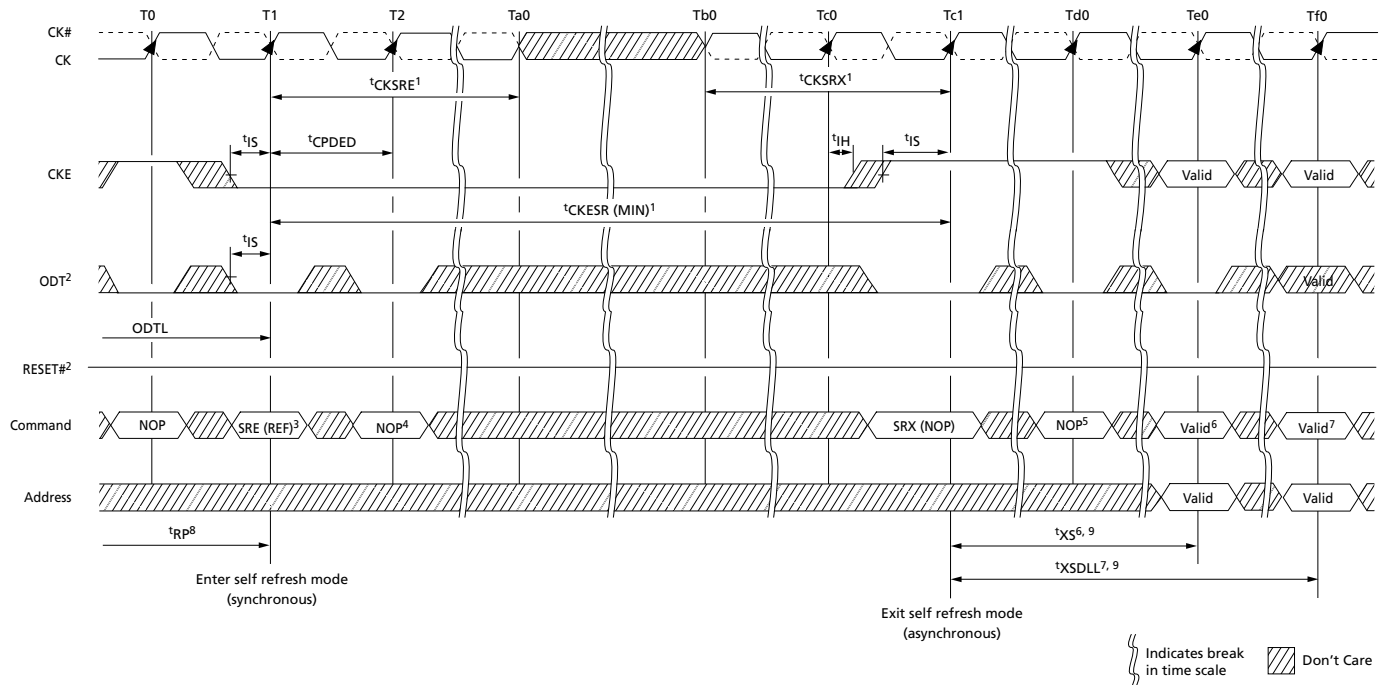 T0 T1 T2 Ta0 Tb0 Tc0 Tc1 Td0 Te0 Tf0
CK#
CK
tCKSRE1 tCKSRX1
tIS tCPDED tIH tIS
CKE Valid Valid
tCKESR (MIN)1
tIS
ODT2 Valid
ODTL
RESET#2
Command NOP SRE (REF)3 NOP4 SRX (NOP) NOP5 Valid6 Valid7
Address Valid Valid
tRP8 tXS6, 9
tXSDLL7, 9
Enter self refresh mode
(synchronous)
Exit self refresh mode
(asynchronous)
Indicates break
in time scale
Don't Care